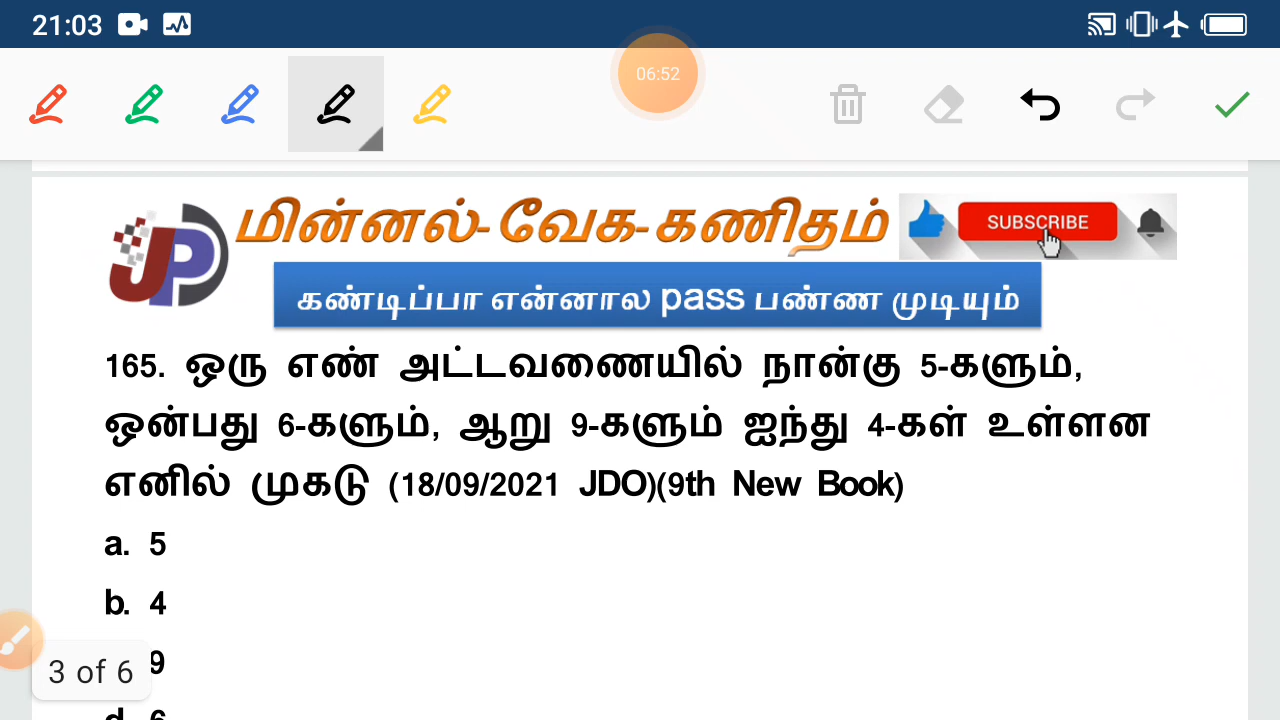 21:03
06:52
JP
மின்னல்-வேக-கணிதம்
SUBSCRIBE
கண்டிப்பா என்னால pass பண்ண முடியும்
165. ஒரு எண் அட்டவணையில் நான்கு 5-களும்,
ஒன்பது 6-களும், ஆறு 9-களும் ஐந்து 4-கள் உள்ளன
எனில் முகடு (18/09/2021 JDO)(9th New Book)
a. 5
b. 4
9
d. 6
3 of 6